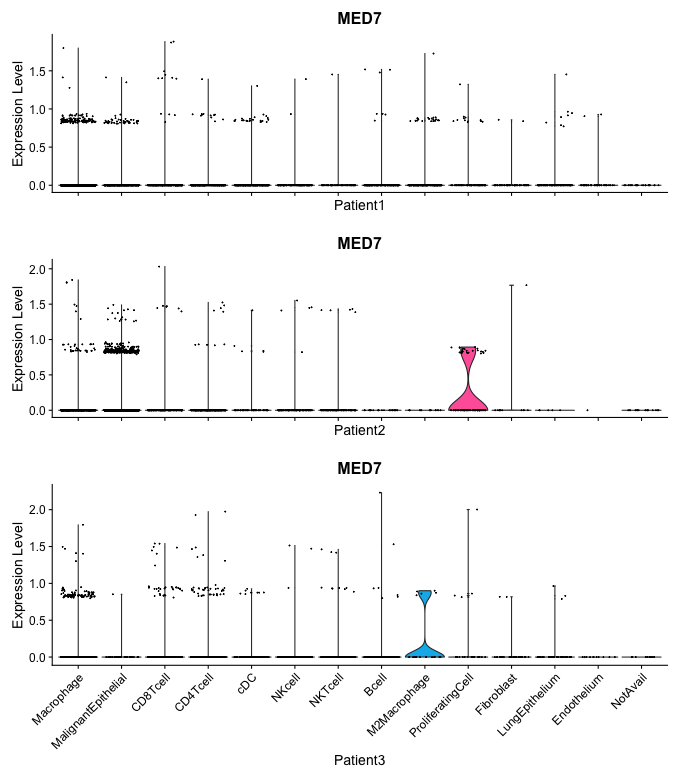 MED7
Expression Level
1.5
1.0
0.5
0.0
Patient1
MED7
Expression Level
2.0
1.5
1.0
0.5
0.0
Patient2
MED7
Expression Level
2.0
1.5
1.0
0.5
0.0
Macrophage
MalignantEpithelial
CD8Tcell
CD4Tcell
cDC
NKcell
NKTcell
Bcell
M2Macrophage
ProliferatingCell
Fibroblast
LungEpithelium
Endothelium
NotAvail
Patient3